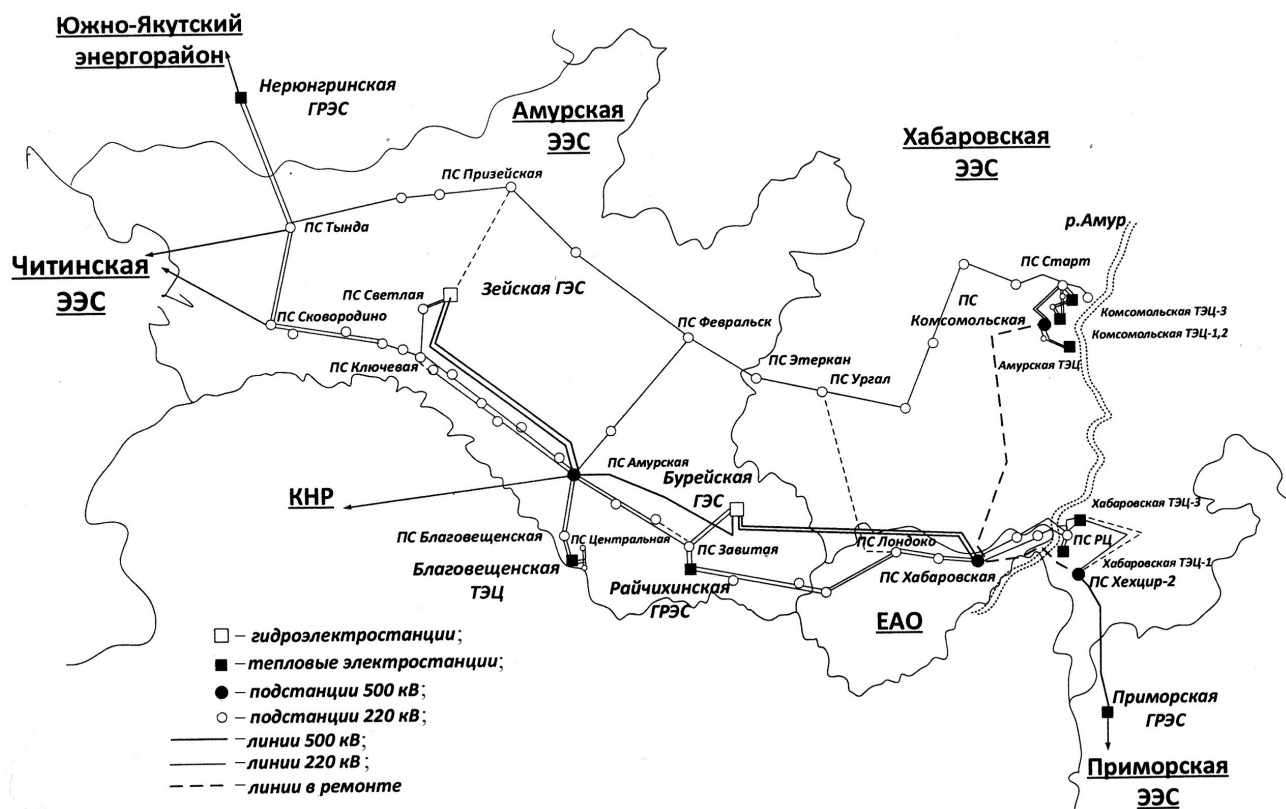 Южно-Якутский
энергорайон
Нерюнгринская
ГРЭС
Амурская
ЭЭС
Хабаровская
ЭЭС
ПС Призейская
ПС Тында
р.Амур
Читинская
ЭЭС
ПС Старт
ПС Светлая
Зейская ГЭС
ПС
Комсомольская
Комсомольская ТЭЦ-3
Комсомольская ТЭЦ-1,2
Амурская ТЭЦ
ПС Сковородино
ПС Февральск
ПС Этеркан
ПС Ургал
ПС Ключевая
ПС Амурская
Бурейская
ГЭС
КНР
Хабаровская ТЭЦ-3
ПС РЦ
Хабаровская ТЭЦ-1
ПС Хехцир-2
ПС Благовещенская
ПС Центральная
ПС Завитая
ПС Лондоко
ПС Хабаровская
Благовещенская
ТЭЦ
Райчихинская
ГРЭС
ЕАО
– гидроэлектростанции;
– тепловые электростанции;
– подстанции 500 кВ;
– подстанции 220 кВ;
– линии 500 кВ;
– линии 220 кВ;
– линии в ремонте
Приморская
ГРЭС
Приморская
ЭЭС